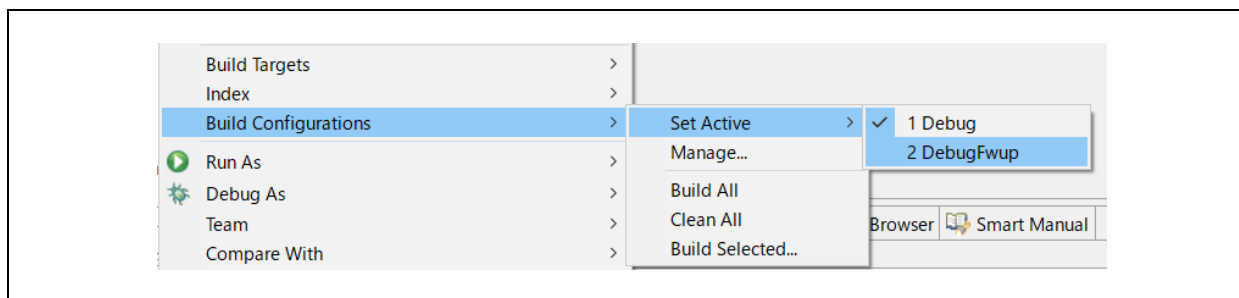 Build Targets
Index
Build Configurations
Run As
Debug As
Team
Compare With
Set Active
Manage...
Build All
Clean All
Build Selected...
1 Debug
2 DebugFwup
Browser
Smart Manual